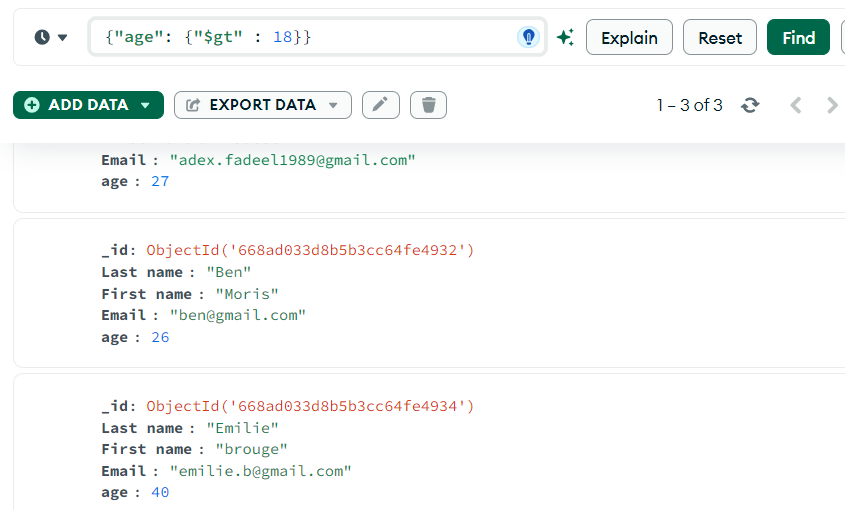 {"age": {"$gt" : 18}}
Explain
Reset
Find
ADD DATA
EXPORT DATA
1 – 3 of 3
Email : "adex.fadeel1989@gmail.com"
age : 27
_id: ObjectId('668ad033d8b5b3cc64fe4932')
Last name : "Ben"
First name : "Moris"
Email : "ben@gmail.com"
age : 26
_id: ObjectId('668ad033d8b5b3cc64fe4934')
Last name : "Emilie"
First name : "brouge"
Email : "emilie.b@gmail.com"
age : 40